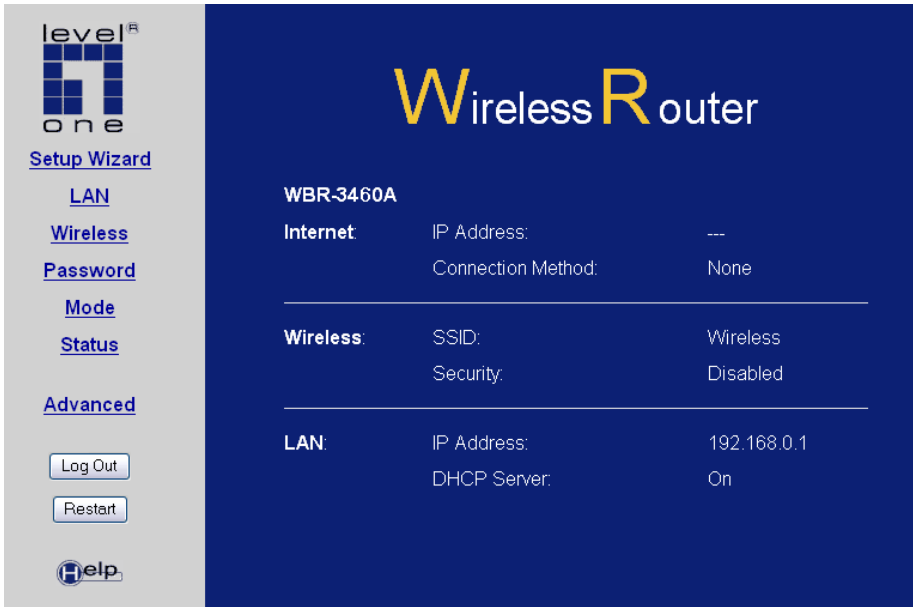 level®
one
Setup Wizard
LAN
Wireless
Password
Mode
Status
Advanced
Log Out
Restart
Help
Wireless Router
WBR-3460A
Internet: IP Address: ---
Connection Method: None
Wireless: SSID: Wireless
Security: Disabled
LAN: IP Address: 192.168.0.1
DHCP Server: On